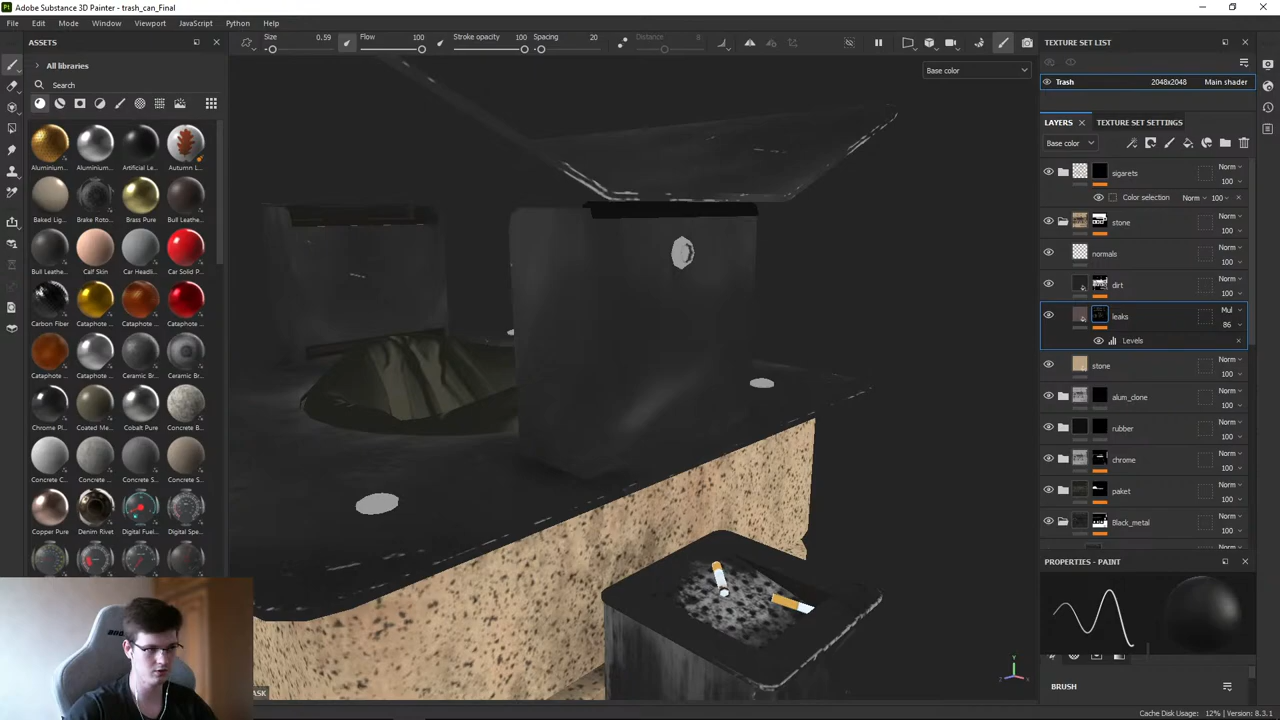 Adobe Substance 3D Painter - trash_can_Final
File Edit Mode Window Viewport JavaScript Python Help
ASSETS
Size 0.59 Flow 100 Stroke opacity 100 Spacing 20 Distance 8
TEXTURE SET LIST
All libraries
Search
Base color
Trash 2048x2048 Main shader
LAYERS TEXTURE SET SETTINGS
Base color
Aluminium... Aluminium... Artificial Le... Autumn L...
Baked Lig... Brake Roto... Brass Pure Bull Leathe...
Bull Leathe... Calf Skin Car Headli... Car Solid P...
Carbon Fiber Cataphote ... Cataphote ... Cataphote ...
Cataphote ... Cataphote ... Ceramic Br... Ceramic Br...
Chrome Pl... Coated Me... Cobalt Pure Concrete B...
Concrete C... Concrete ... Concrete ... Concrete ...
Copper Pure Denim Rivet Digital Fuel... Digital Spe...
sigarets Norm 100
Color selection Norm 100
stone Norm 100
normals Norm 100
dirt Norm 100
leaks Mul 86
Levels
stone Norm 100
alum_clone Norm 100
rubber Norm 100
chrome Norm 100
paket Norm 100
Black_metal Norm 100
PROPERTIES - PAINT
BRUSH
ASK
Y
Cache Disk Usage: 12% | Version: 8.3.1